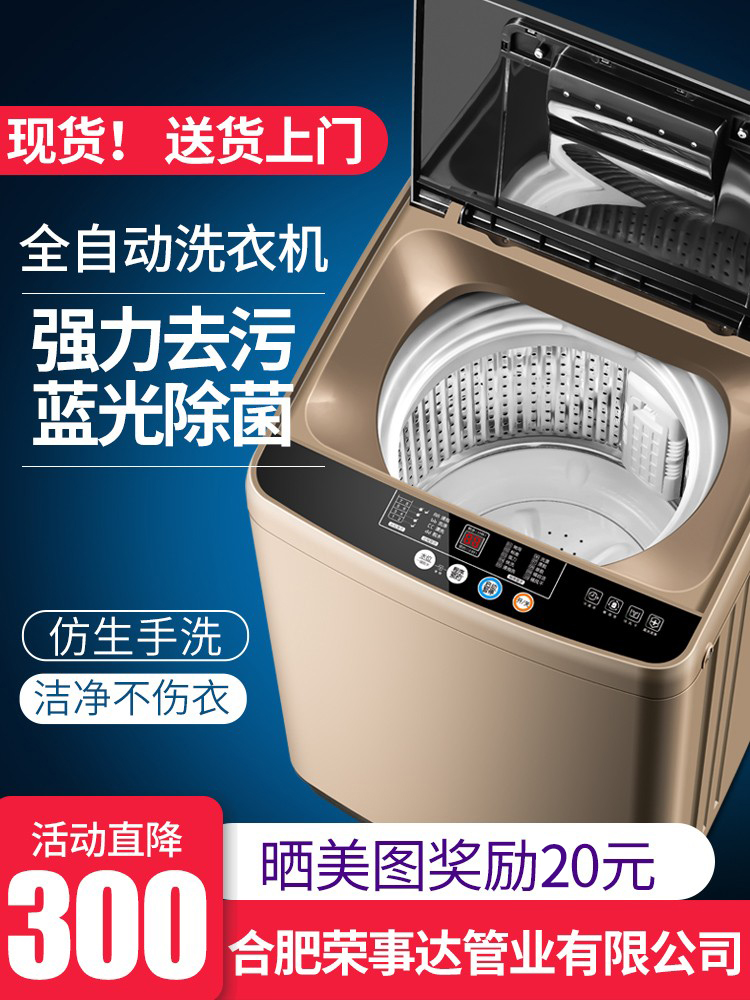 现货！ 送货上门
全自动洗衣机
强力去污
蓝光除菌
仿生手洗
洁净不伤衣
活动直降
300
晒美图奖励20元
合肥荣事达管业有限公司